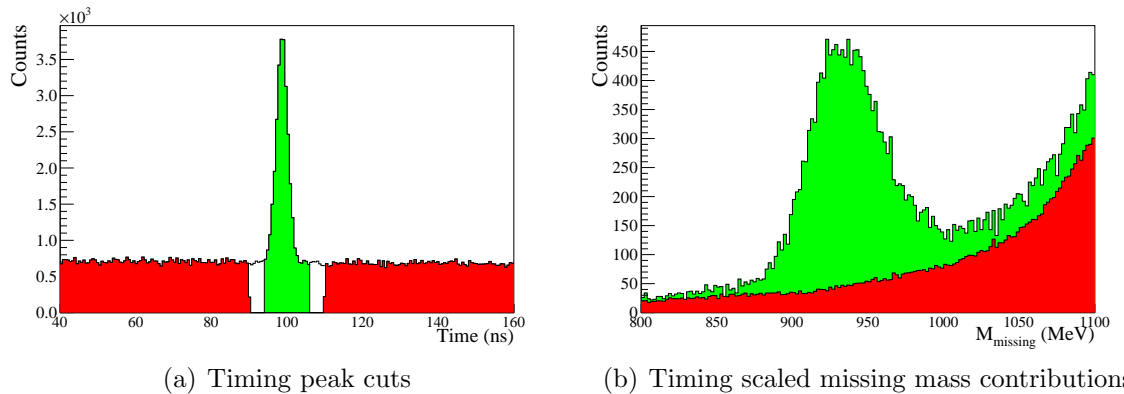 ×10³
Counts
3.5
3.0
2.5
2.0
1.5
1.0
0.5
0.0
40 60 80 100 120 140 160
Time (ns)
(a) Timing peak cuts
Counts
450
400
350
300
250
200
150
100
50
0
800 850 900 950 1000 1050 1100
M_missing (MeV)
(b) Timing scaled missing mass contributions